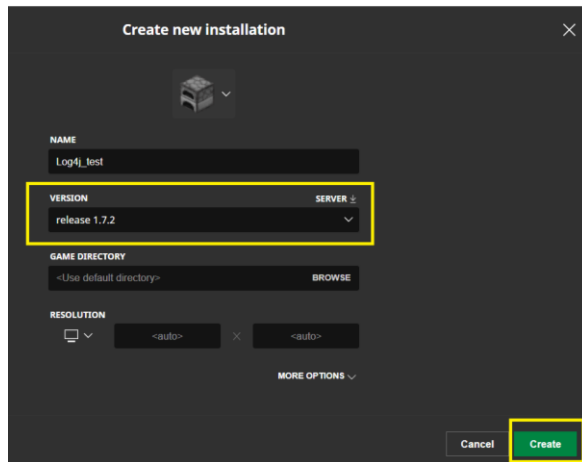 Create new installation
NAME
Log4j_test
VERSION SERVER
release 1.7.2
GAME DIRECTORY
<Use default directory> BROWSE
RESOLUTION
<auto> <auto>
MORE OPTIONS
Cancel Create